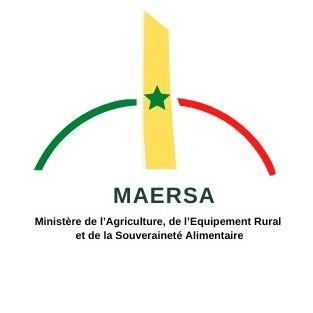 MAERSA
Ministère de l'Agriculture, de l'Equipement Rural
et de la Souveraineté Alimentaire